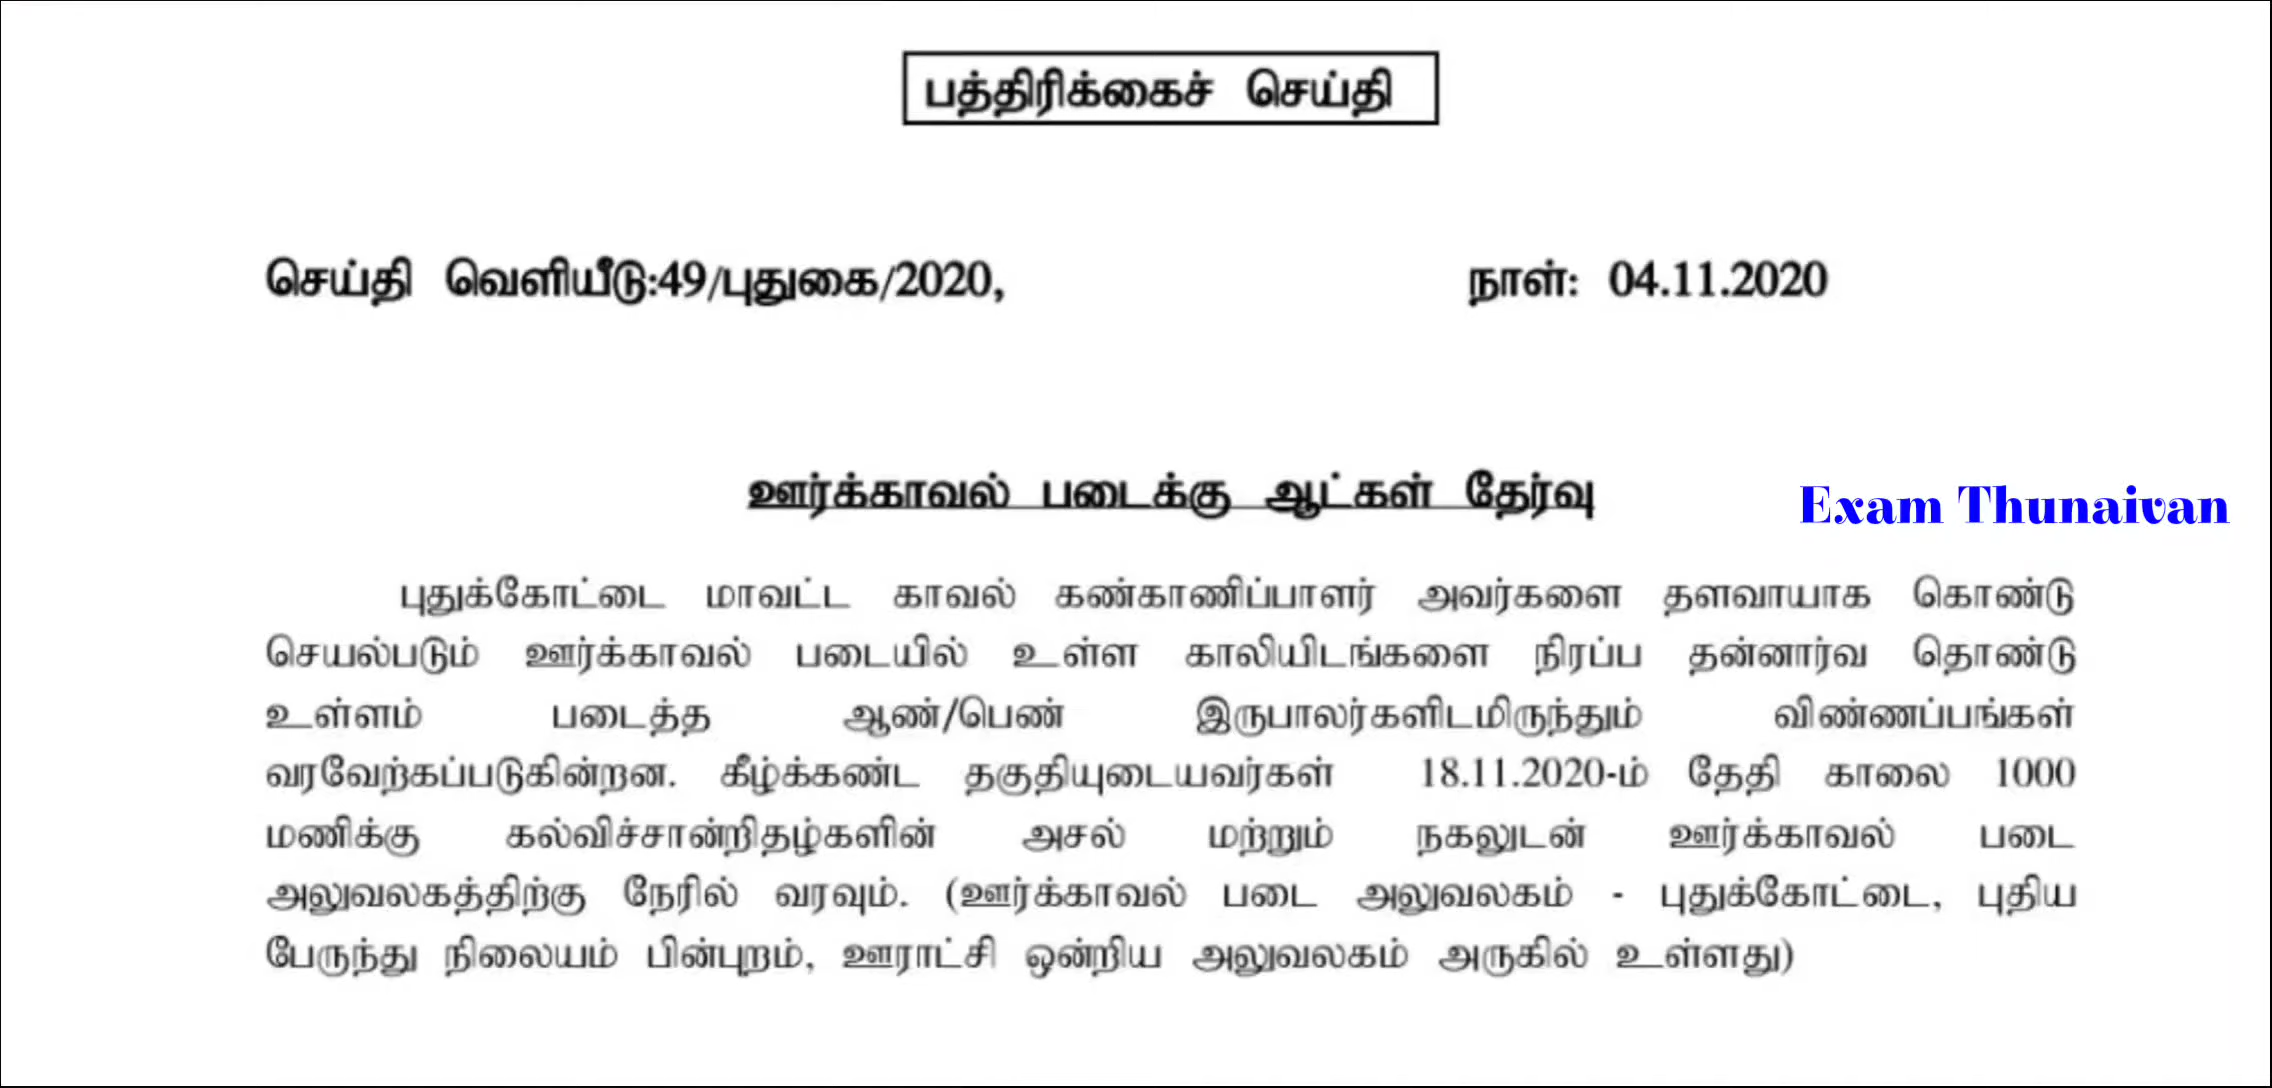 பத்திரிக்கைச் செய்தி
செய்தி வெளியீடு:49/புதுகை/2020, நாள்: 04.11.2020
ஊர்க்காவல் படைக்கு ஆட்கள் தேர்வு
Exam Thunaivan
புதுக்கோட்டை மாவட்ட காவல் கண்காணிப்பாளர் அவர்களை தளவாயாக கொண்டு
செயல்படும் ஊர்க்காவல் படையில் உள்ள காலியிடங்களை நிரப்ப தன்னார்வ தொண்டு
உள்ளம் படைத்த ஆண்/பெண் இருபாலர்களிடமிருந்தும் விண்ணப்பங்கள்
வரவேற்கப்படுகின்றன. கீழ்க்கண்ட தகுதியுடையவர்கள் 18.11.2020-ம் தேதி காலை 1000
மணிக்கு கல்விச்சான்றிதழ்களின் அசல் மற்றும் நகலுடன் ஊர்க்காவல் படை
அலுவலகத்திற்கு நேரில் வரவும். (ஊர்க்காவல் படை அலுவலகம் - புதுக்கோட்டை, புதிய
பேருந்து நிலையம் பின்புறம், ஊராட்சி ஒன்றிய அலுவலகம் அருகில் உள்ளது)